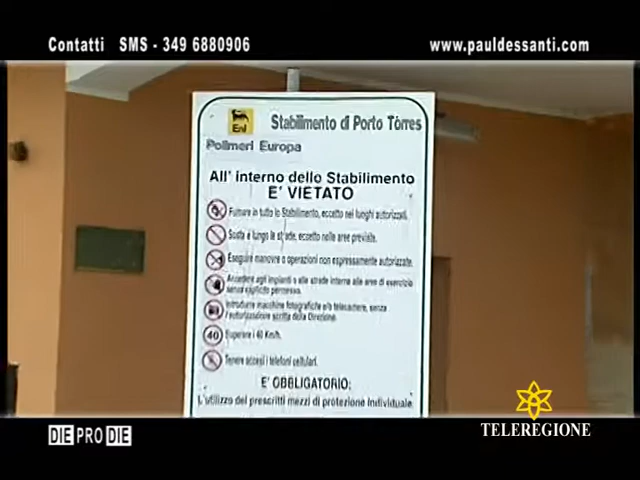 Contatti SMS - 349 6880906
www.pauldessanti.com
Eni
Stabilimento di Porto Tòrres
Polimeri Europa
All' interno dello Stabilimento
E' VIETATO
Fumare in tutto lo Stabilimento, eccetto nei luoghi autorizzati.
Sosta a lungo le strade, eccetto nelle aree previste.
Eseguire manovre o operazioni non espressamente autorizzate.
Accedere agli impianti o alle strade interne alle aree di esercizio
senza esplicito permesso.
Introdurre macchine fotografiche e/o telecamere, senza
l'autorizzazione scritta della Direzione.
40 Superare i 40 Km/h.
Tenere accesi i telefoni cellulari.
E' OBBLIGATORIO:
L'utilizzo dei prescritti mezzi di protezione individuale.
TELEREGIONE
DIE PRO DIE